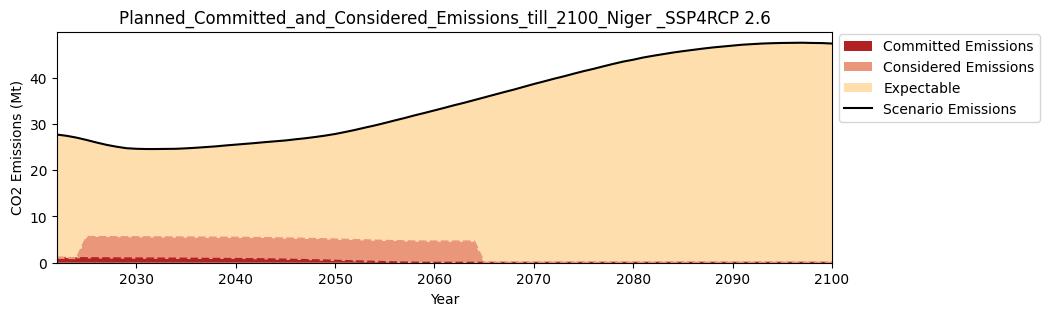 Planned_Committed_and_Considered_Emissions_till_2100_Niger _SSP4RCP 2.6
Committed Emissions
Considered Emissions
Expectable
Scenario Emissions
CO2 Emissions (Mt)
40
30
20
10
0
2030 2040 2050 2060 2070 2080 2090 2100
Year